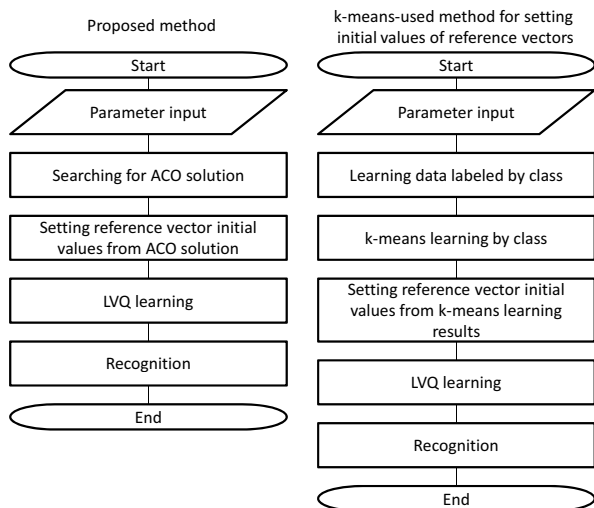 Proposed method
Start
Parameter input
Searching for ACO solution
Setting reference vector initial
values from ACO solution
LVQ learning
Recognition
End
k-means-used method for setting
initial values of reference vectors
Start
Parameter input
Learning data labeled by class
k-means learning by class
Setting reference vector initial
values from k-means learning
results
LVQ learning
Recognition
End